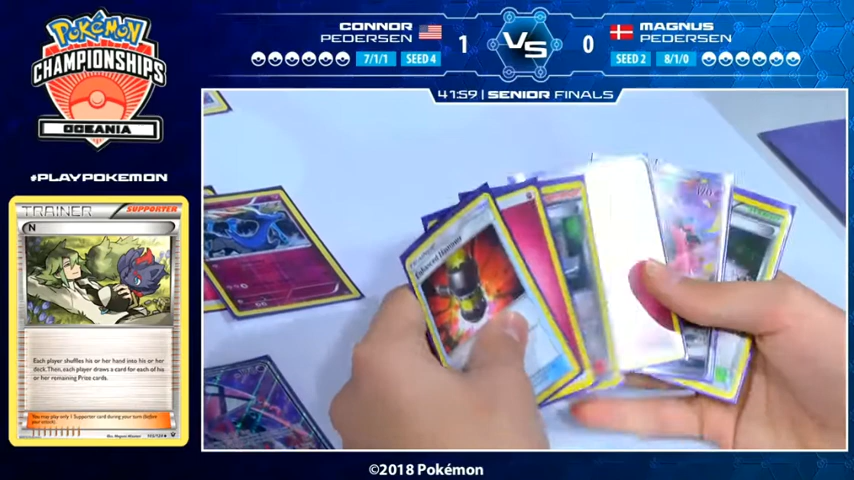 Pokémon
CHAMPIONSHIPS
OCEANIA
#PLAYPOKEMON
CONNOR
PEDERSEN
7/1/1
SEED 4
1
VS
0
MAGNUS
PEDERSEN
SEED 2
8/1/0
41:59 | SENIOR FINALS
TRAINER
SUPPORTER
N
Each player shuffles his or her hand into his or her
deck. Then, each player draws a card for each of his
or her remaining Prize cards.
You may play only 1 Supporter card during your turn (before
your attack).
105/124
Enhanced Hammer
©2018 Pokémon